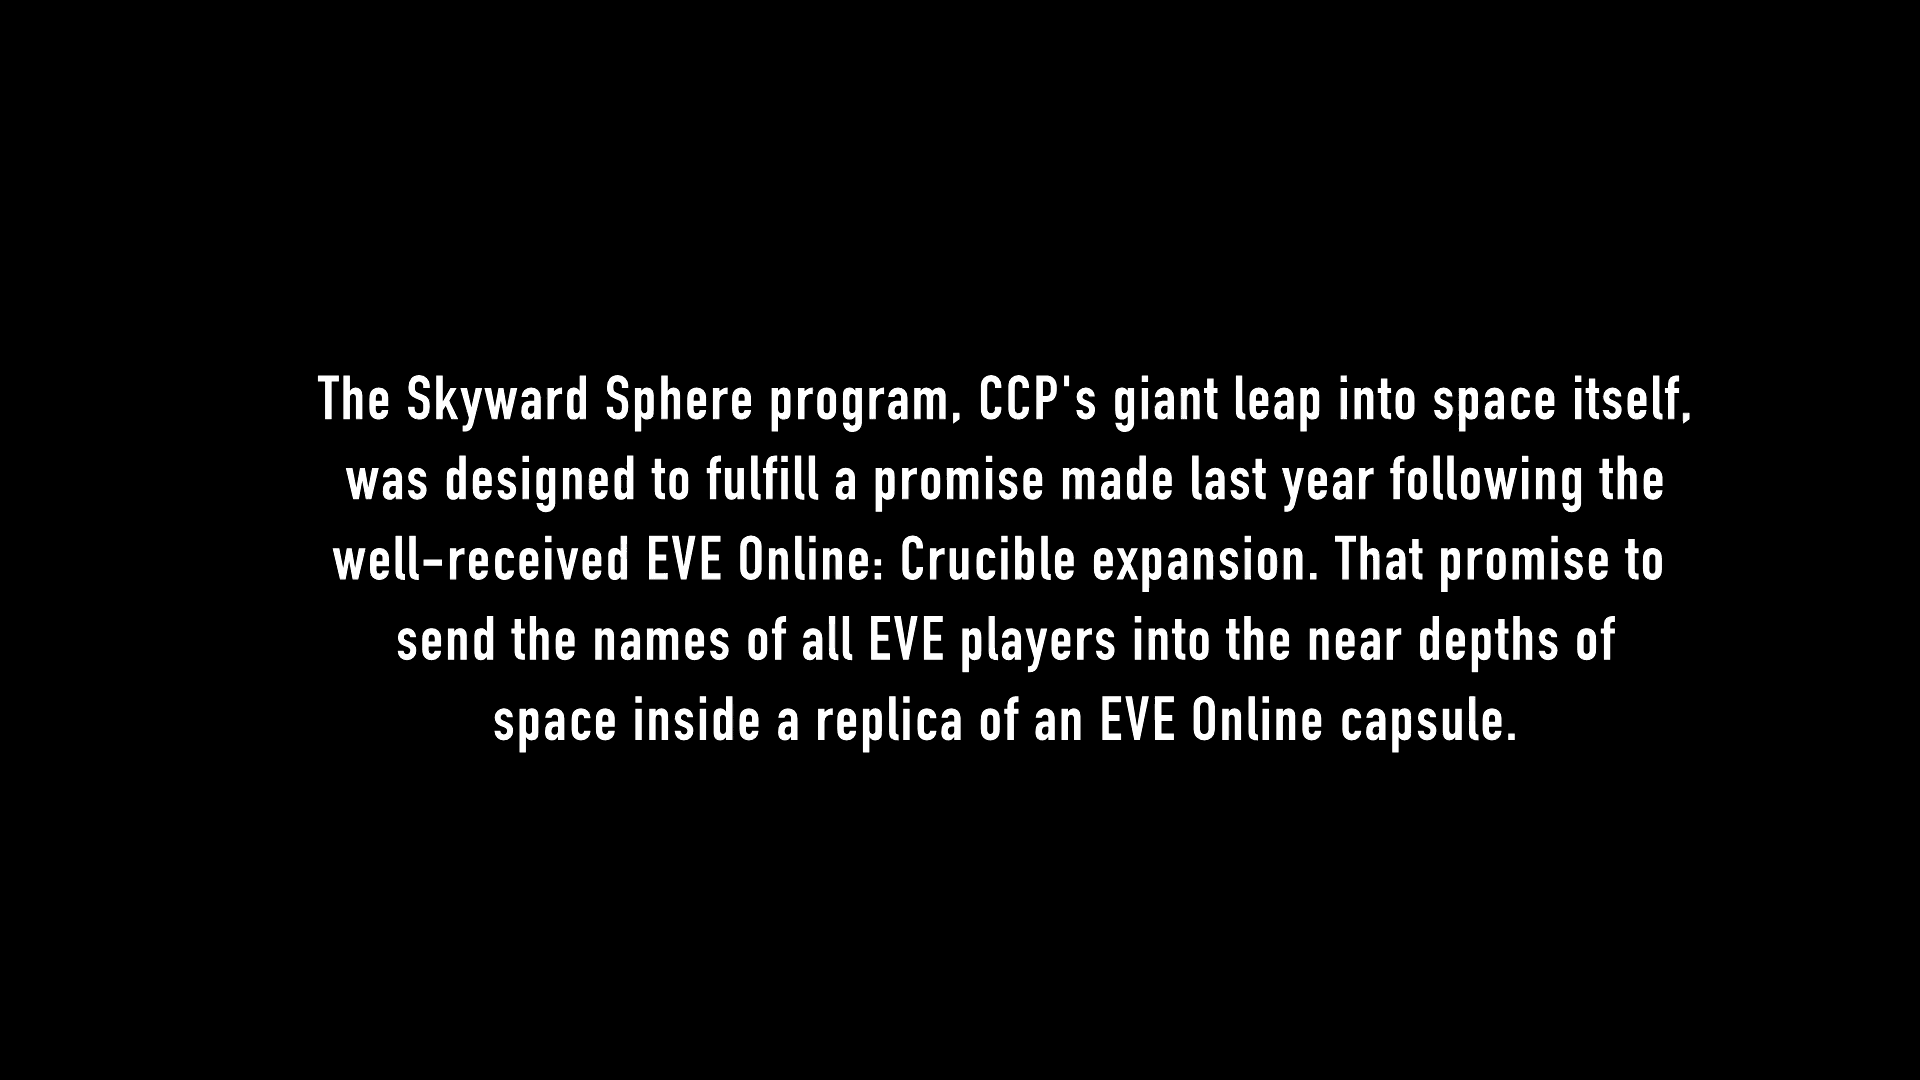 The Skyward Sphere program, CCP's giant leap into space itself,
was designed to fulfill a promise made last year following the
well-received EVE Online: Crucible expansion. That promise to
send the names of all EVE players into the near depths of
space inside a replica of an EVE Online capsule.